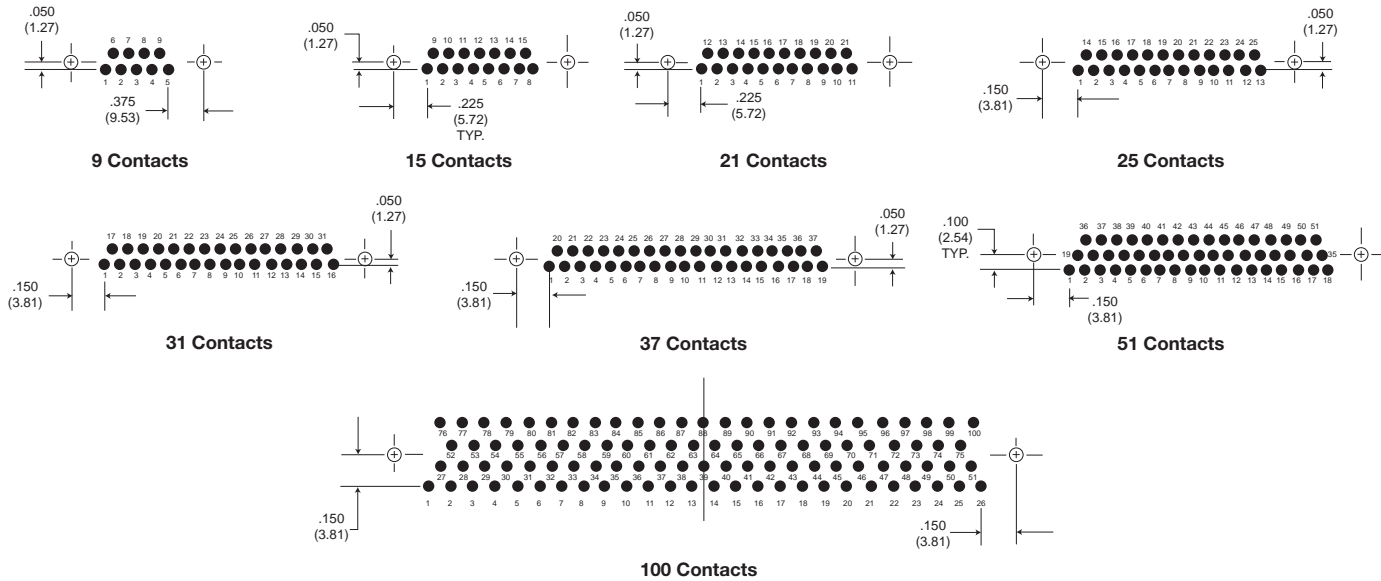 .050
(1.27)
6 7 8 9
1 2 3 4 5
.375
(9.53)
9 Contacts
.050
(1.27)
9 10 11 12 13 14 15
1 2 3 4 5 6 7 8
.225
(5.72)
TYP.
15 Contacts
.050
(1.27)
12 13 14 15 16 17 18 19 20 21
1 2 3 4 5 6 7 8 9 10 11
.225
(5.72)
21 Contacts
.050
(1.27)
14 15 16 17 18 19 20 21 22 23 24 25
1 2 3 4 5 6 7 8 9 10 11 12 13
.150
(3.81)
25 Contacts
.050
(1.27)
17 18 19 20 21 22 23 24 25 26 27 28 29 30 31
1 2 3 4 5 6 7 8 9 10 11 12 13 14 15 16
.150
(3.81)
31 Contacts
.050
(1.27)
20 21 22 23 24 25 26 27 28 29 30 31 32 33 34 35 36 37
1 2 3 4 5 6 7 8 9 10 11 12 13 14 15 16 17 18 19
.150
(3.81)
37 Contacts
.100
(2.54)
TYP.
36 37 38 39 40 41 42 43 44 45 46 47 48 49 50 51
19 35
1 2 3 4 5 6 7 8 9 10 11 12 13 14 15 16 17 18
.150
(3.81)
51 Contacts
76 77 78 79 80 81 82 83 84 85 86 87 88 89 90 91 92 93 94 95 96 97 98 99 100
52 53 54 55 56 57 58 59 60 61 62 63 64 65 66 67 68 69 70 71 72 73 74 75
27 28 29 30 31 32 33 34 35 36 37 38 39 40 41 42 43 44 45 46 47 48 49 50 51
1 2 3 4 5 6 7 8 9 10 11 12 13 14 15 16 17 18 19 20 21 22 23 24 25 26
.150
(3.81)
.150
(3.81)
100 Contacts